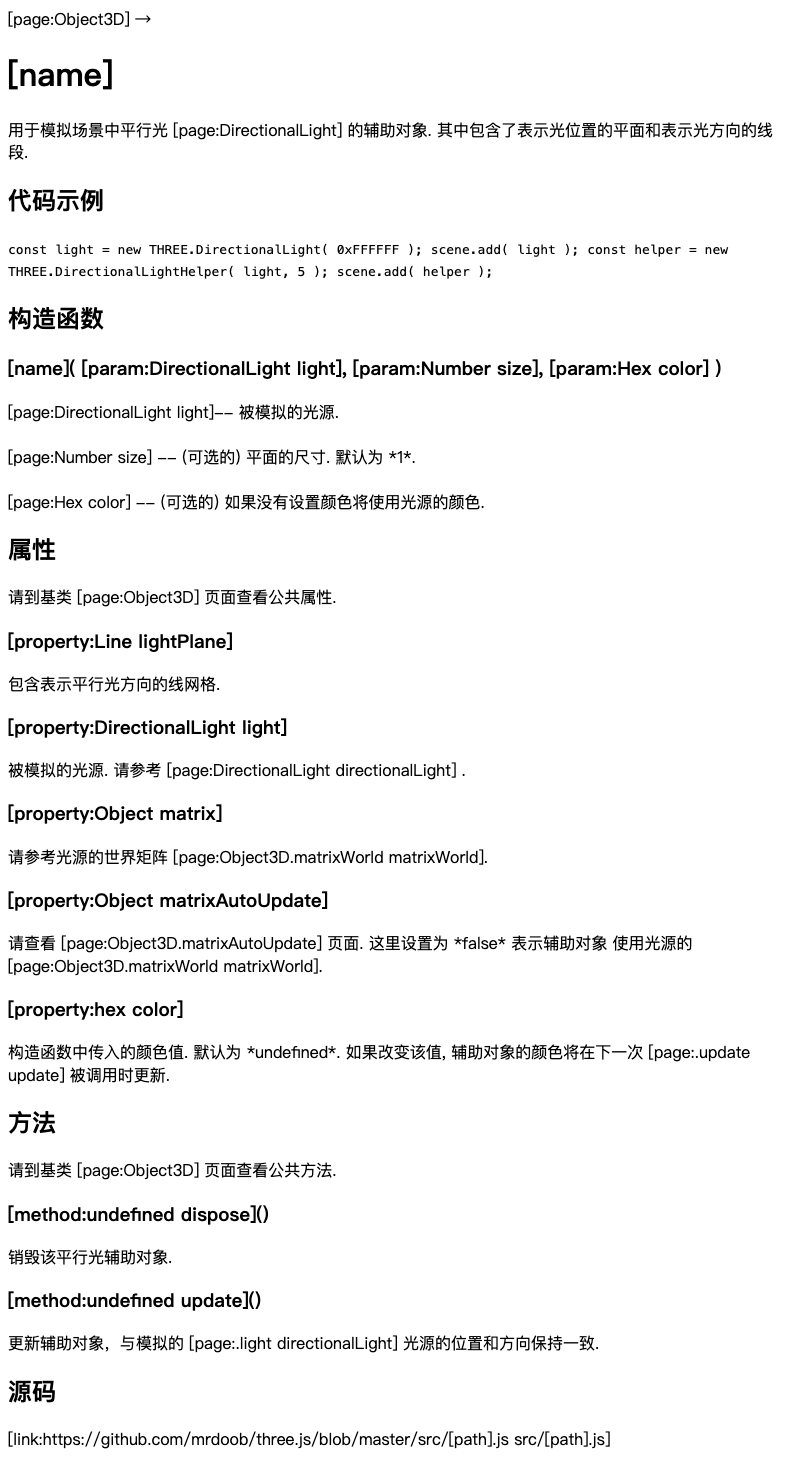 [page:Object3D] →
[name]
用于模拟场景中平行光 [page:DirectionalLight] 的辅助对象. 其中包含了表示光位置的平面和表示光方向的线
段.
代码示例
const light = new THREE.DirectionalLight( 0xFFFFFF ); scene.add( light ); const helper = new
THREE.DirectionalLightHelper( light, 5 ); scene.add( helper );
构造函数
[name]( [param:DirectionalLight light], [param:Number size], [param:Hex color] )
[page:DirectionalLight light]-- 被模拟的光源.
[page:Number size] -- (可选的) 平面的尺寸. 默认为 *1*.
[page:Hex color] -- (可选的) 如果没有设置颜色将使用光源的颜色.
属性
请到基类 [page:Object3D] 页面查看公共属性.
[property:Line lightPlane]
包含表示平行光方向的线网格.
[property:DirectionalLight light]
被模拟的光源. 请参考 [page:DirectionalLight directionalLight] .
[property:Object matrix]
请参考光源的世界矩阵 [page:Object3D.matrixWorld matrixWorld].
[property:Object matrixAutoUpdate]
请查看 [page:Object3D.matrixAutoUpdate] 页面. 这里设置为 *false* 表示辅助对象 使用光源的
[page:Object3D.matrixWorld matrixWorld].
[property:hex color]
构造函数中传入的颜色值. 默认为 *undefined*. 如果改变该值, 辅助对象的颜色将在下一次 [page:.update
update] 被调用时更新.
方法
请到基类 [page:Object3D] 页面查看公共方法.
[method:undefined dispose]()
销毁该平行光辅助对象.
[method:undefined update]()
更新辅助对象，与模拟的 [page:.light directionalLight] 光源的位置和方向保持一致.
源码
[link:https://github.com/mrdoob/three.js/blob/master/src/[path].js src/[path].js]